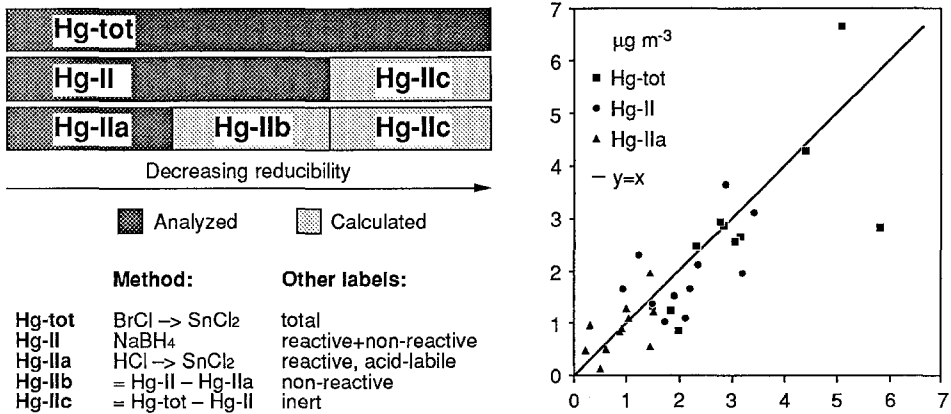 Hg-tot
Hg-II Hg-IIc
Hg-IIa Hg-IIb Hg-IIc
Decreasing reducibility
Analyzed Calculated
Method: Other labels:
Hg-tot BrCl –> SnCl₂ total
Hg-II NaBH₄ reactive+non-reactive
Hg-IIa HCl –> SnCl₂ reactive, acid-labile
Hg-IIb = Hg-II – Hg-IIa non-reactive
Hg-IIc = Hg-tot – Hg-II inert
7
6
5
4
3
2
1
0
µg m⁻³
Hg-tot
Hg-II
Hg-IIa
y=x
0 1 2 3 4 5 6 7